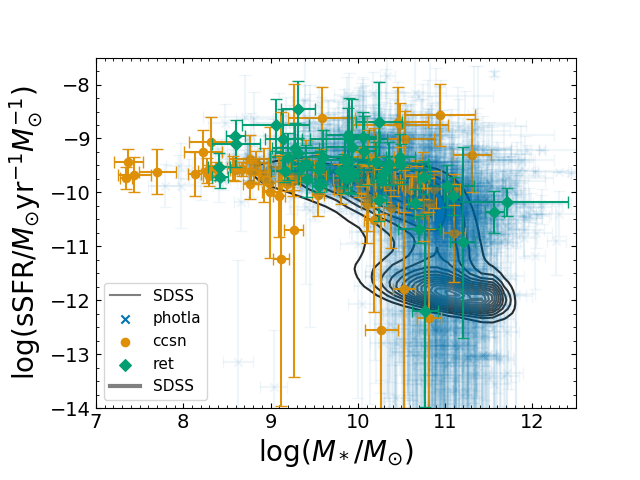 −8
−9
−10
−11
−12
−13
−14
log(sSFR/M⊙yr⁻¹M⊙⁻¹)
SDSS
photIa
ccsn
ret
SDSS
7 8 9 10 11 12
log(M*/M⊙)